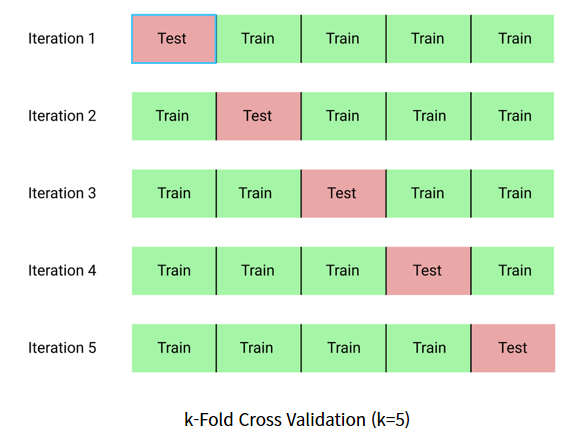 Iteration 1 Test Train Train Train Train
Iteration 2 Train Test Train Train Train
Iteration 3 Train Train Test Train Train
Iteration 4 Train Train Train Test Train
Iteration 5 Train Train Train Train Test
k-Fold Cross Validation (k=5)